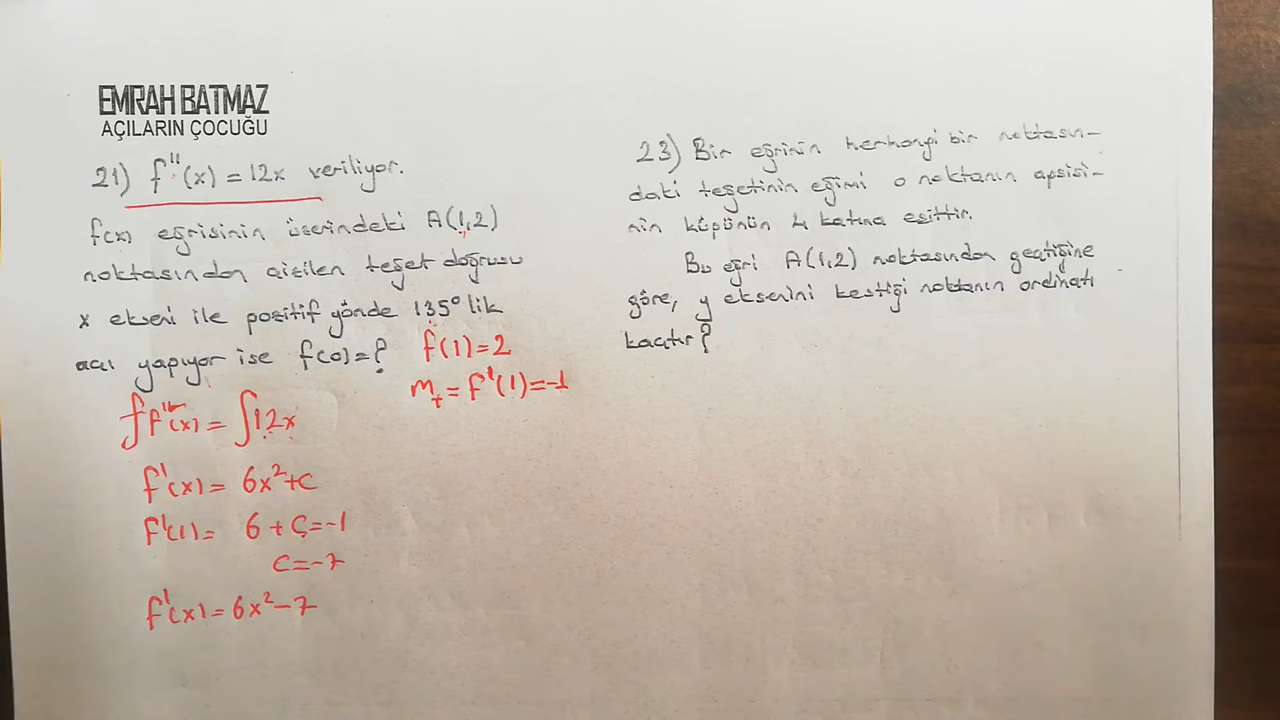 EMRAH BATMAZ
AÇILARIN ÇOCUĞU
21) f''(x) = 12x veriliyor.
f(x) eğrisinin üzerindeki A(1,2)
noktasından çizilen teğet doğrusu
x ekseni ile pozitif yönde 135° lik
açı yapıyor ise f(0)=?
f(1)=2
m_t = f'(1)=-1
∫f''(x) = ∫12x
f'(x) = 6x²+c
f'(1) = 6 + c = -1
c = -7
f'(x) = 6x² - 7
23) Bir eğrinin herhangi bir noktasın-
daki teğetinin eğimi o noktanın apsisi-
nin küpünün 4 katına eşittir.
Bu eğri A(1,2) noktasından geçtiğine
göre, y eksenini kestiği noktanın ordinatı
kaçtır?